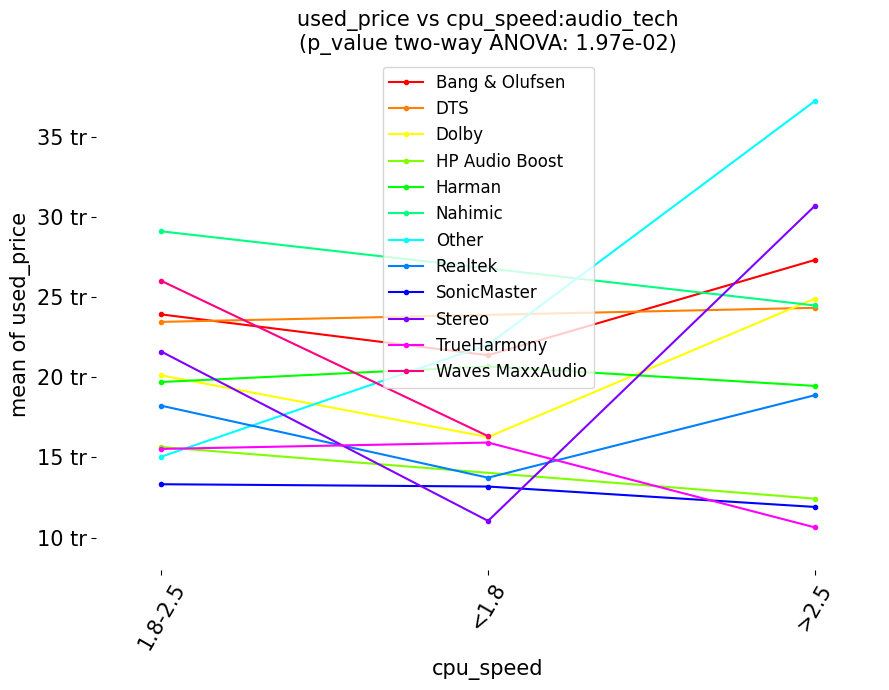 used_price vs cpu_speed:audio_tech
(p_value two-way ANOVA: 1.97e-02)
Bang & Olufsen
DTS
Dolby
HP Audio Boost
Harman
Nahimic
Other
Realtek
SonicMaster
Stereo
TrueHarmony
Waves MaxxAudio
35 tr
30 tr
25 tr
20 tr
15 tr
10 tr
mean of used_price
1.8-2.5
<1.8
>2.5
cpu_speed